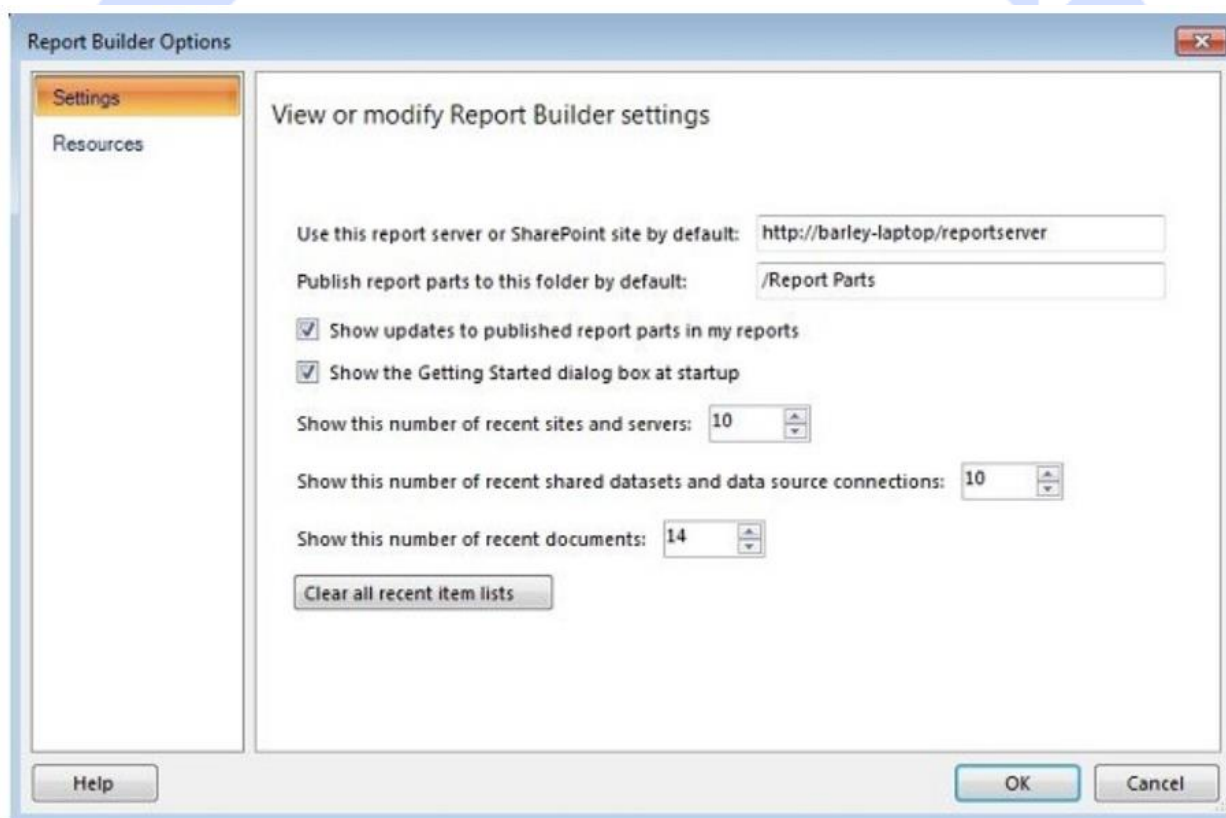 Report Builder Options
Settings
Resources
View or modify Report Builder settings
Use this report server or SharePoint site by default: http://barley-laptop/reportserver
Publish report parts to this folder by default: /Report Parts
Show updates to published report parts in my reports
Show the Getting Started dialog box at startup
Show this number of recent sites and servers: 10
Show this number of recent shared datasets and data source connections: 10
Show this number of recent documents: 14
Clear all recent item lists
Help OK Cancel